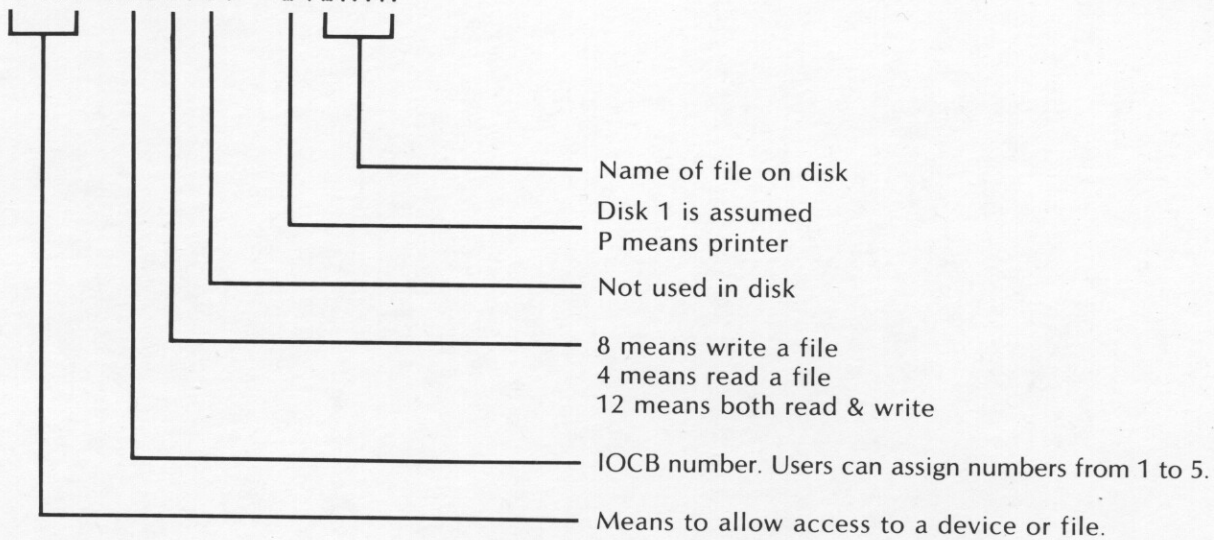 Name of file on disk
Disk 1 is assumed
P means printer
Not used in disk
8 means write a file
4 means read a file
12 means both read & write
IOCB number. Users can assign numbers from 1 to 5.
Means to allow access to a device or file.